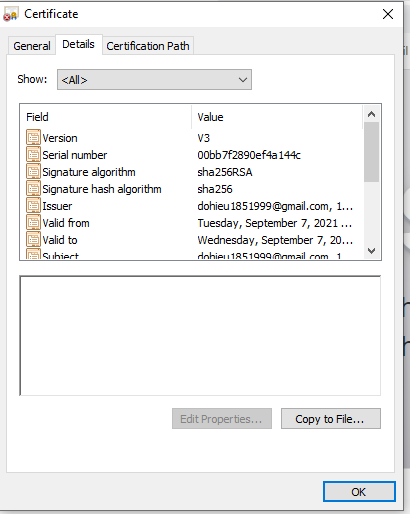 Certificate
General Details Certification Path
Show: <All>
Field Value
Version V3
Serial number 00bb7f2890ef4a144c
Signature algorithm sha256RSA
Signature hash algorithm sha256
Issuer dohieu1851999@gmail.com, 1...
Valid from Tuesday, September 7, 2021 ...
Valid to Wednesday, September 7, 20...
Subject dohieu1851999@gmail.com, 1
Edit Properties... Copy to File...
OK